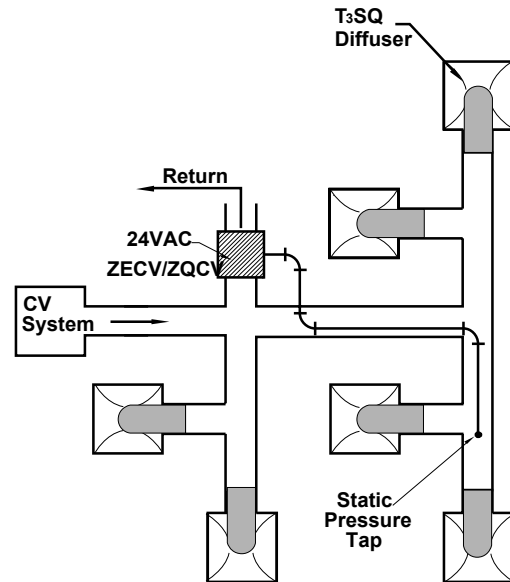 T₃SQ
Diffuser
Return
24VAC
ZECV/ZQCV
CV
System
Static
Pressure
Tap